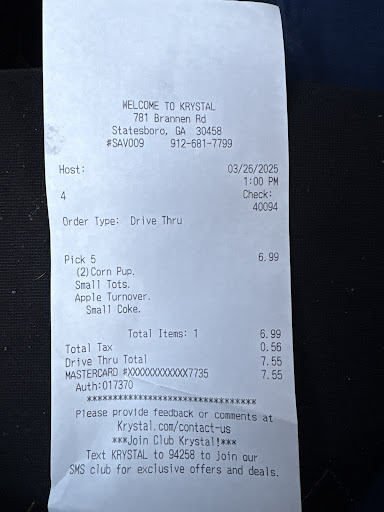 WELCOME TO KRYSTAL
781 Brannen Rd
Statesboro, GA 30458
#SAV009 912-681-7799
Host: 03/26/2025
1:00 PM
4 Check:
40094
Order Type: Drive Thru
Pick 5 6.99
(2)Corn Pup.
Small Tots.
Apple Turnover.
Small Coke.
Total Items: 1 6.99
Total Tax 0.56
Drive Thru Total 7.55
MASTERCARD #XXXXXXXXXXXX7735 7.55
Auth:017370
**********************************
Please provide feedback or comments at
Krystal.com/contact-us
***Join Club Krystal!***
Text KRYSTAL to 94258 to join our
SMS club for exclusive offers and deals.